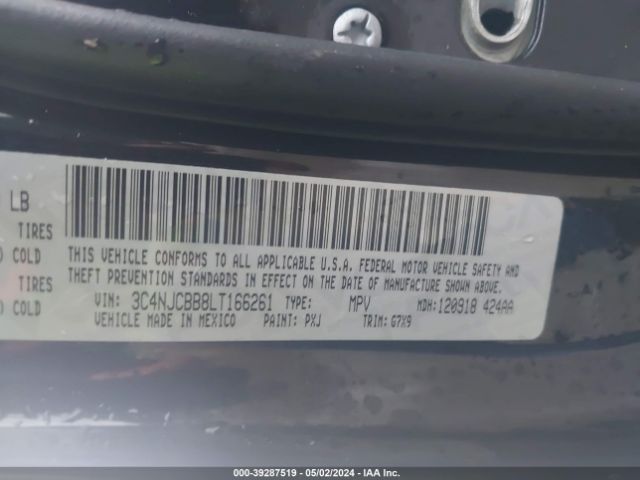 LB
TIRES
COLD
TIRES
COLD
THIS VEHICLE CONFORMS TO ALL APPLICABLE U.S.A. FEDERAL MOTOR VEHICLE SAFETY AND
THEFT PREVENTION STANDARDS IN EFFECT ON THE DATE OF MANUFACTURE SHOWN ABOVE.
VIN: 3C4NJCBB8LT166261 TYPE: MPV MDH:120918 424AA
VEHICLE MADE IN MEXICO PAINT: PXJ TRIM: G7X9
000-39287519 - 05/02/2024 - IAA Inc.